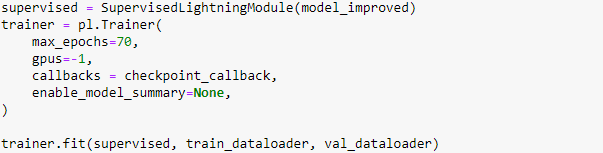 supervised = SupervisedLightningModule(model_improved)
trainer = pl.Trainer(
    max_epochs=70,
    gpus=-1,
    callbacks = checkpoint_callback,
    enable_model_summary=None,
)
trainer.fit(supervised, train_dataloader, val_dataloader)